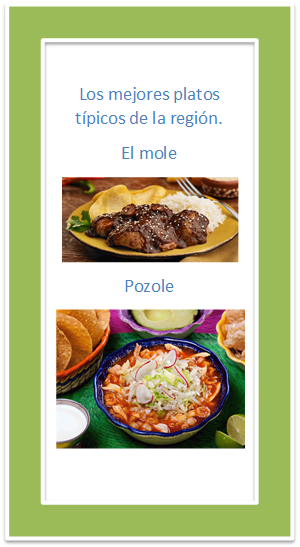 Los mejores platos
típicos de la región.
El mole
Pozole